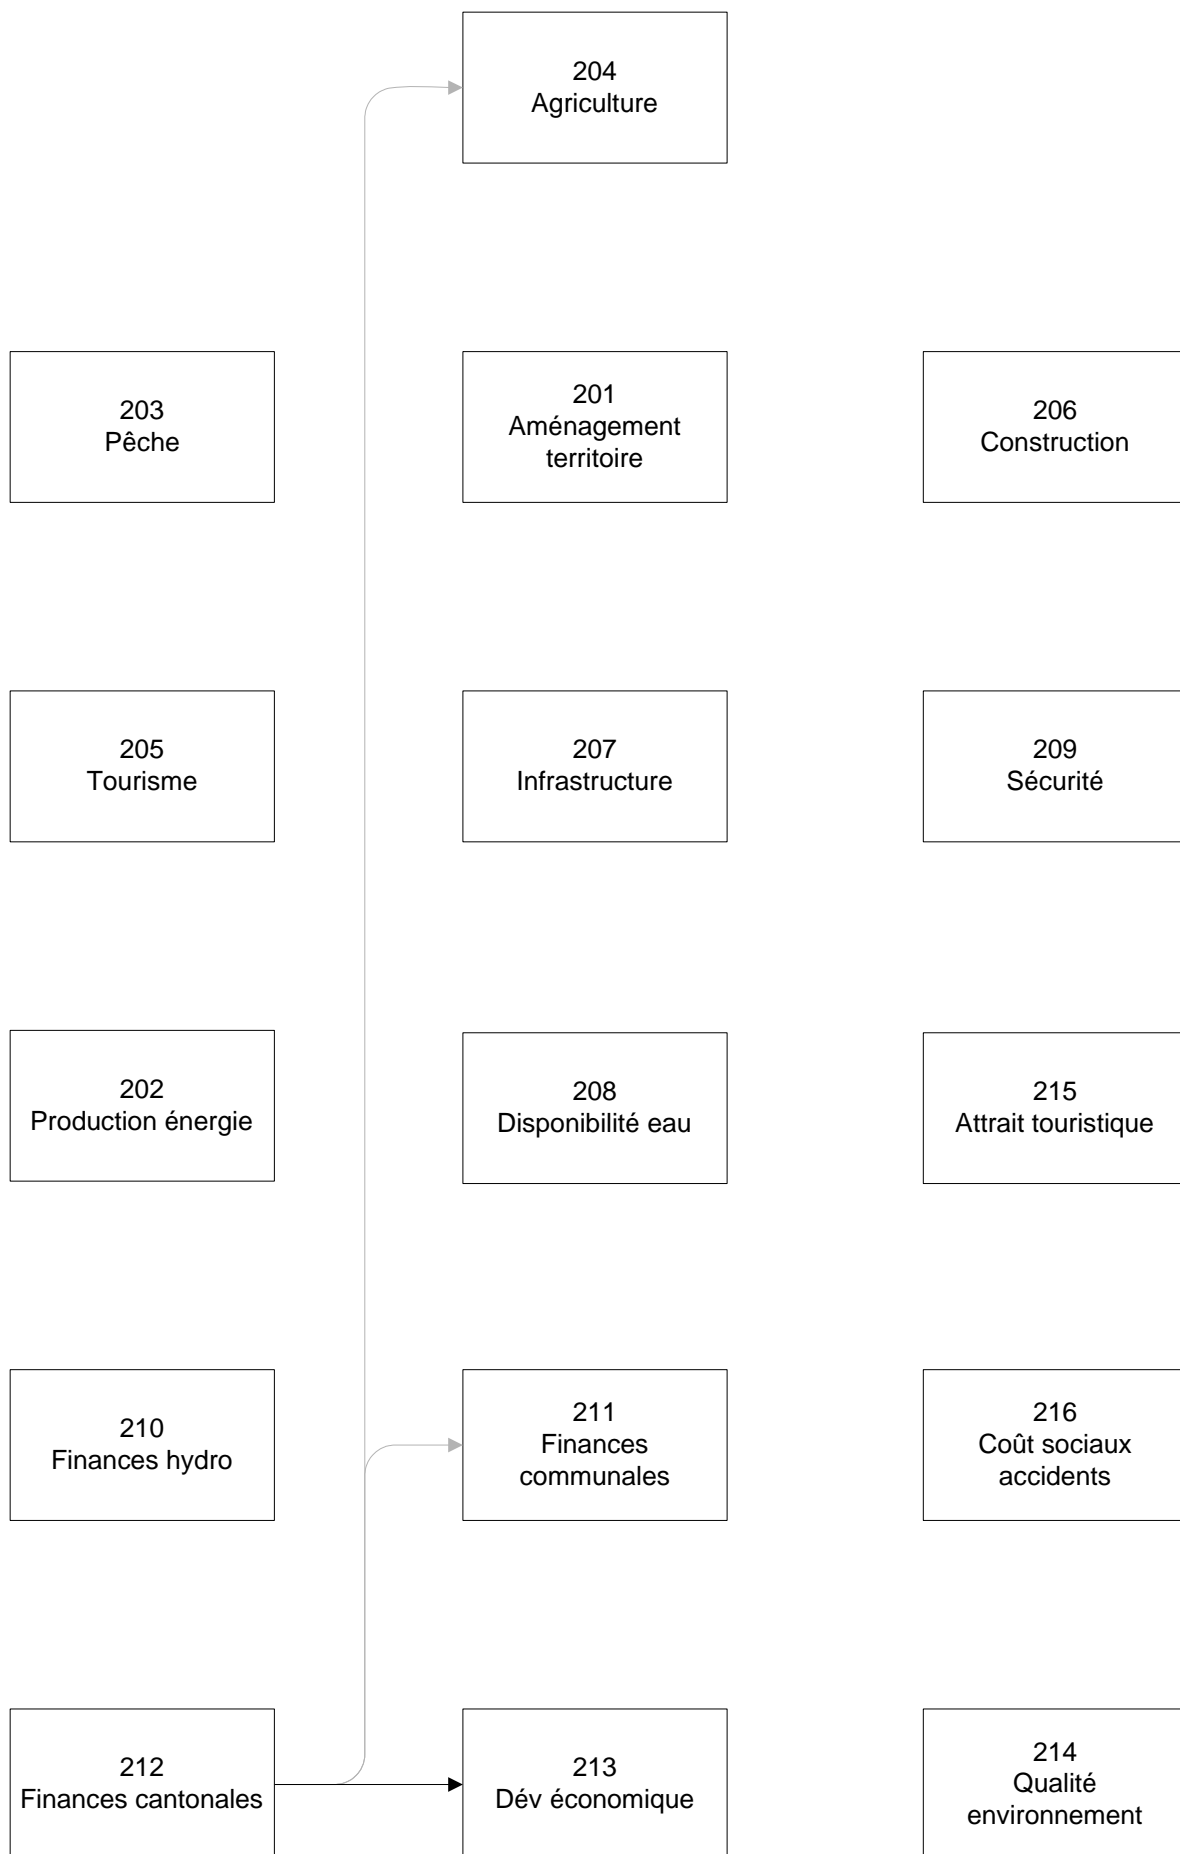 204
Agriculture
203
Pêche
201
Aménagement
territoire
206
Construction
205
Tourisme
207
Infrastructure
209
Sécurité
202
Production énergie
208
Disponibilité eau
215
Attrait touristique
210
Finances hydro
211
Finances
communales
216
Coût sociaux
accidents
212
Finances cantonales
213
Dév économique
214
Qualité
environnement